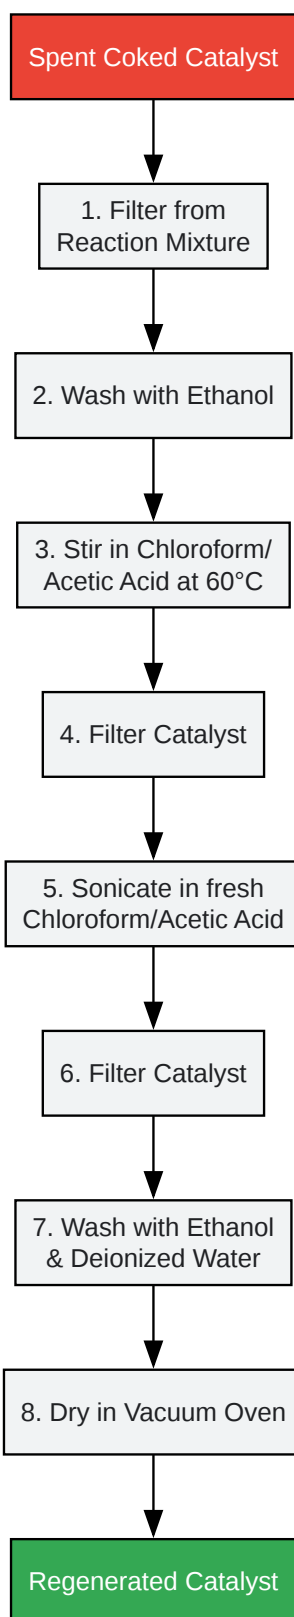 Spent Coked Catalyst
1. Filter from
Reaction Mixture
2. Wash with Ethanol
3. Stir in Chloroform/
Acetic Acid at 60°C
4. Filter Catalyst
5. Sonicate in fresh
Chloroform/Acetic Acid
6. Filter Catalyst
7. Wash with Ethanol
& Deionized Water
8. Dry in Vacuum Oven
Regenerated Catalyst